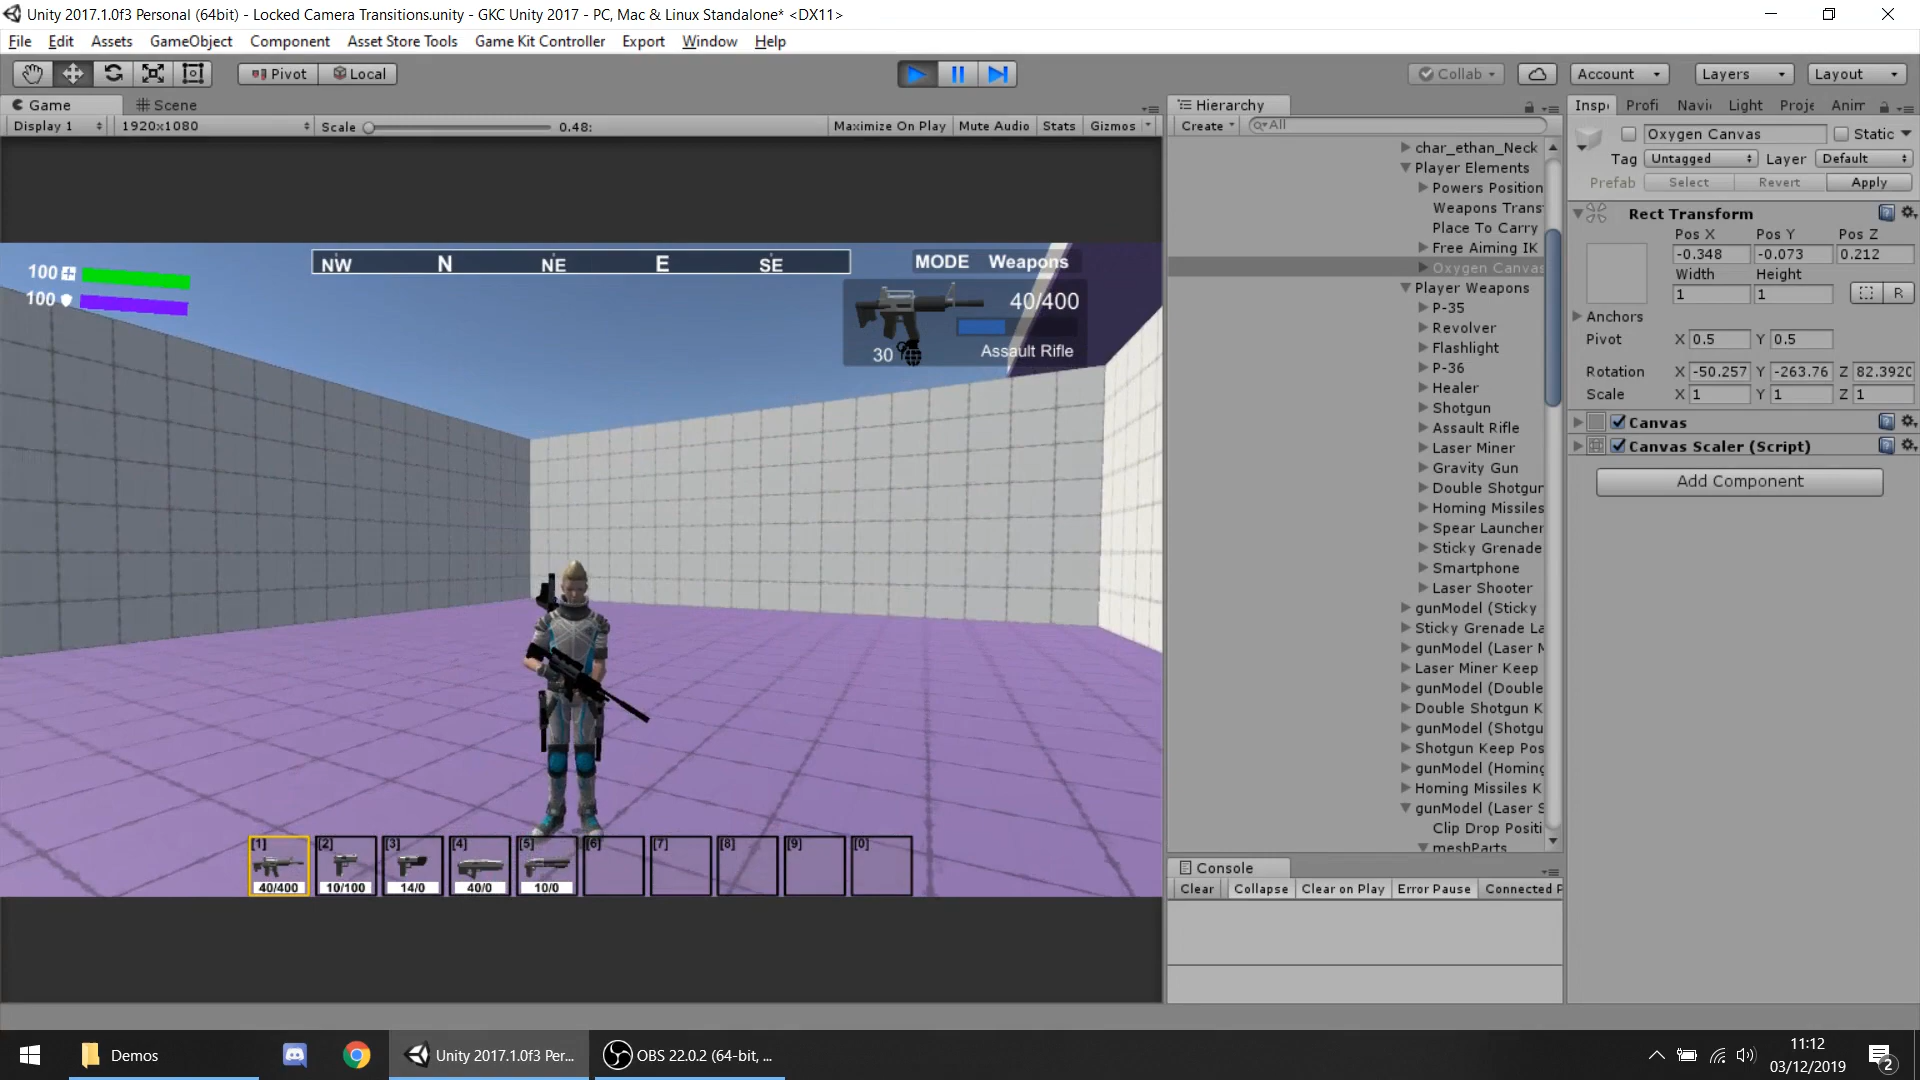 Unity 2017.1.0f3 Personal (64bit) - Locked Camera Transitions.unity - GKC Unity 2017 - PC, Mac & Linux Standalone* <DX11>
File Edit Assets GameObject Component Asset Store Tools Game Kit Controller Export Window Help
Pivot Local
Collab Account Layers Layout
Game Scene
Display 1 1920x1080 Scale 0.48: Maximize On Play Mute Audio Stats Gizmos
100
100
NW N NE E SE
MODE Weapons
40/400
30 Assault Rifle
[1] [2] [3] [4] [5] [6] [7] [8] [9] [0]
40/400 10/100 14/0 40/0 10/0
Hierarchy
Create All
char_ethan_Neck
Player Elements
Powers Position
Weapons Trans
Place To Carry
Free Aiming IK
Oxygen Canvas
Player Weapons
P-35
Revolver
Flashlight
P-36
Healer
Shotgun
Assault Rifle
Laser Miner
Gravity Gun
Double Shotgun
Homing Missiles
Spear Launcher
Sticky Grenade
Smartphone
Laser Shooter
gunModel (Sticky
Sticky Grenade La
gunModel (Laser M
Laser Miner Keep
gunModel (Double
Double Shotgun K
gunModel (Shotgu
Shotgun Keep Pos
gunModel (Homing
Homing Missiles K
gunModel (Laser S
Clip Drop Positi
meshParts
Console
Clear Collapse Clear on Play Error Pause Connected P
Inspe Profi Navi Light Proje Anim
Oxygen Canvas Static
Tag Untagged Layer Default
Prefab Select Revert Apply
Rect Transform
Pos X Pos Y Pos Z
-0.348 -0.073 0.212
Width Height
1 1 R
Anchors
Pivot X 0.5 Y 0.5
Rotation X -50.257 Y -263.76 Z 82.3920
Scale X 1 Y 1 Z 1
Canvas
Canvas Scaler (Script)
Add Component
Demos
Unity 2017.1.0f3 Per...
OBS 22.0.2 (64-bit, ...
11:12
03/12/2019
2